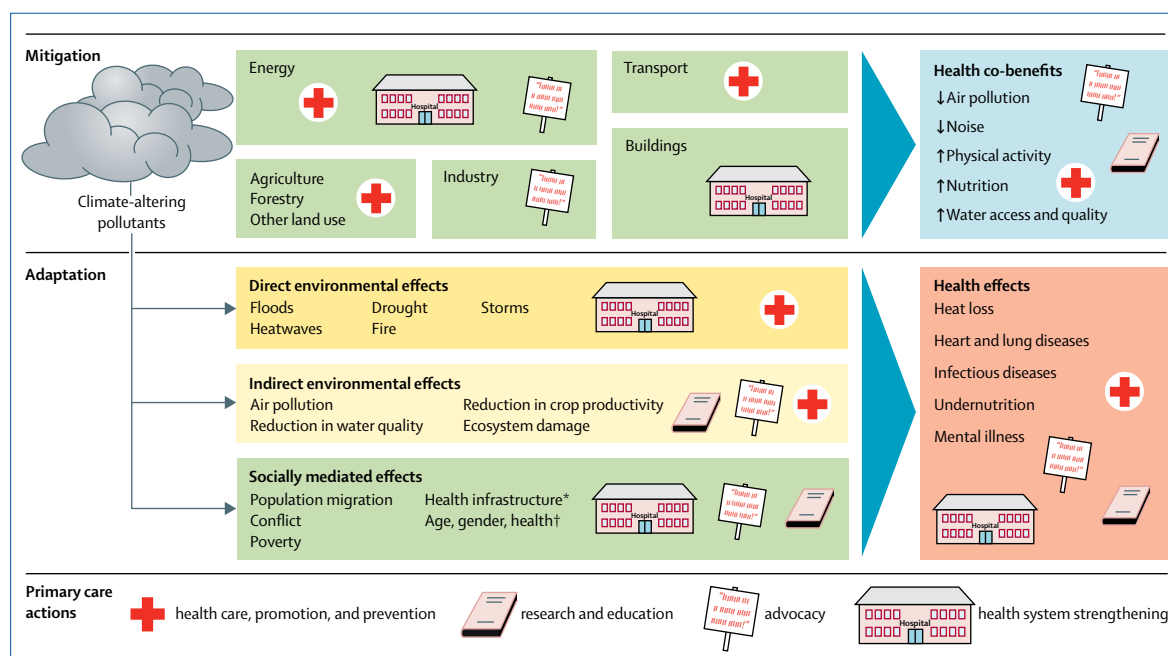 Mitigation
Climate-altering
pollutants
Energy
Hospital
Agriculture
Forestry
Other land use
Industry
Transport
Buildings
Hospital
Health co-benefits
↓Air pollution
↓Noise
↑Physical activity
↑Nutrition
↑Water access and quality
Adaptation
Direct environmental effects
Floods Drought Storms
Heatwaves Fire
Hospital
Indirect environmental effects
Air pollution Reduction in crop productivity
Reduction in water quality Ecosystem damage
Socially mediated effects
Population migration Health infrastructure*
Conflict Age, gender, health†
Poverty
Hospital
Health effects
Heat loss
Heart and lung diseases
Infectious diseases
Undernutrition
Mental illness
Hospital
Primary care
actions
health care, promotion, and prevention
research and education
advocacy
Hospital
health system strengthening